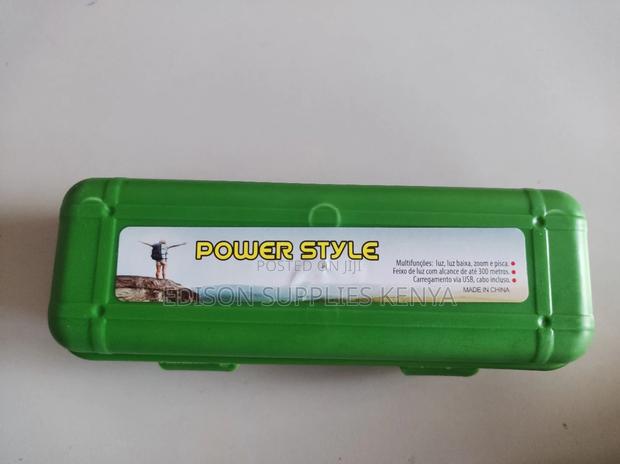 POWER STYLE
Multifunções: luz, luz baixa, zoom e pisca.
Feixo de luz com alcance de até 300 metros.
Carregamento via USB, cabo incluso.
MADE IN CHINA
POSTED ON JIJI
EDISON SUPPLIES KENYA